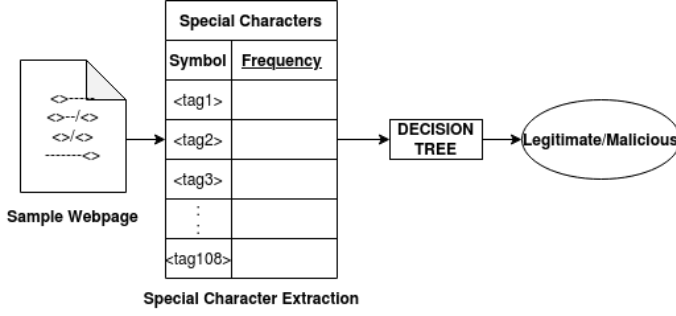 <>-----
<>--/<>
<>/<>
--------<>
Sample Webpage
Special Characters
Symbol Frequency
<tag1>
<tag2>
<tag3>
:
:
<tag108>
Special Character Extraction
DECISION
TREE
Legitimate/Malicious